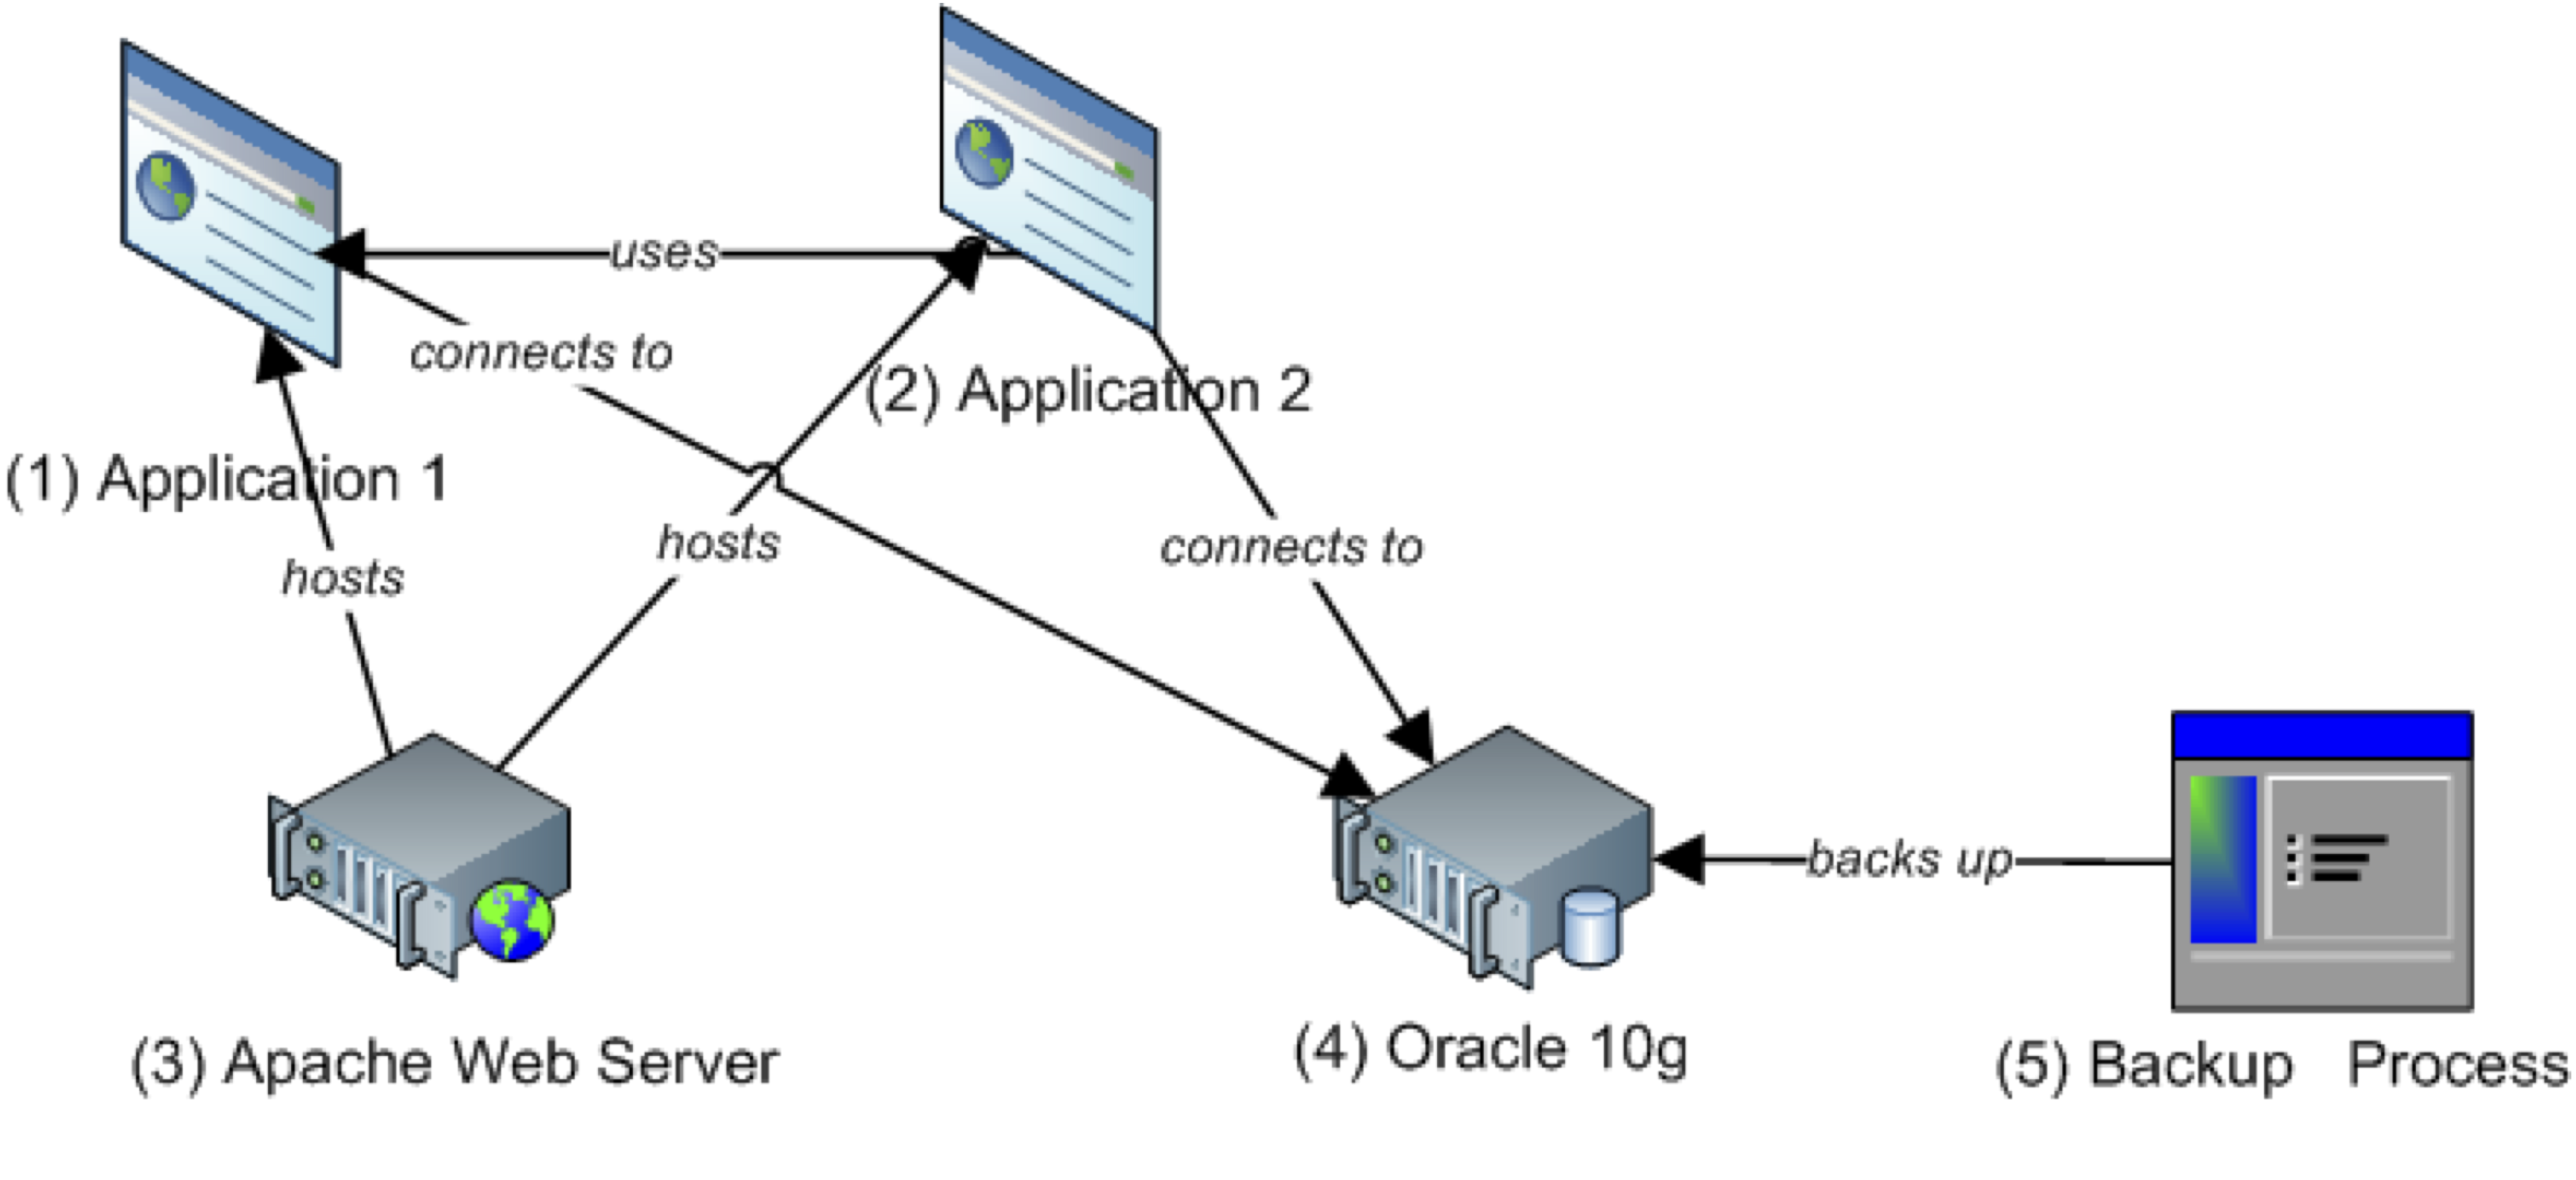 uses
connects to
(2) Application 2
(1) Application 1
hosts
connects to
hosts
backs up
(4) Oracle 10g
(3) Apache Web Server
(5) Backup Process